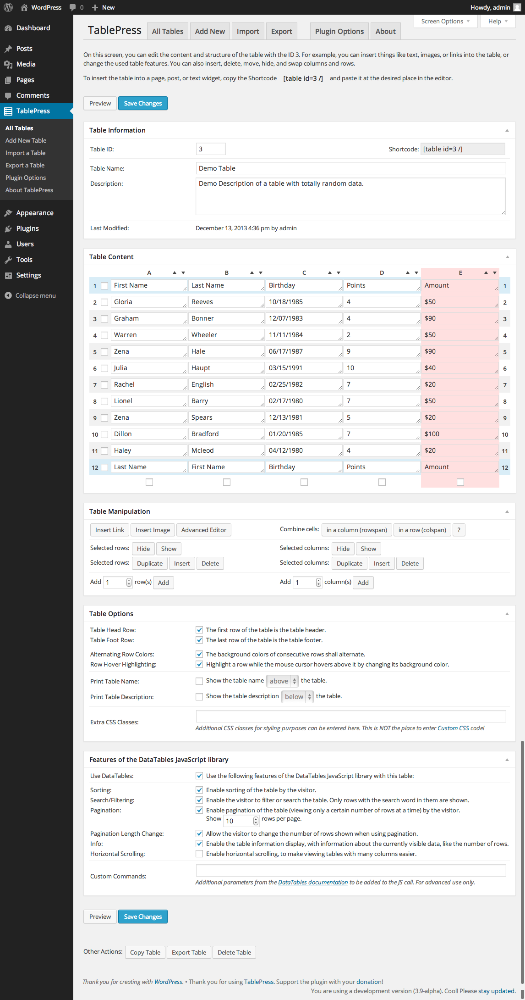 WordPress 0 New Howdy, admin
Screen Options Help
TablePress All Tables Add New Import Export Plugin Options About
Dashboard
Posts
Media
Pages
Comments
TablePress
All Tables
Add New Table
Import a Table
Export a Table
Plugin Options
About TablePress
Appearance
Plugins
Users
Tools
Settings
Collapse menu
On this screen, you can edit the content and structure of the table with the ID 3. For example, you can insert things like text, images, or links into the table, or
change the used table features. You can also insert, delete, move, hide, and swap columns and rows.
To insert the table into a page, post, or text widget, copy the Shortcode [table id=3 /] and paste it at the desired place in the editor.
Preview Save Changes
Table Information
Table ID: 3 Shortcode: [table id=3 /]
Table Name: Demo Table
Description: Demo Description of a table with totally random data.
Last Modified: December 13, 2013 4:36 pm by admin
Table Content
A B C D E
1 First Name Last Name Birthday Points Amount 1
2 Gloria Reeves 10/18/1985 4 $50 2
3 Graham Bonner 12/07/1983 4 $90 3
4 Warren Wheeler 11/11/1984 2 $50 4
5 Zena Hale 06/17/1987 9 $90 5
6 Julia Haupt 03/15/1991 10 $40 6
7 Rachel English 02/25/1982 7 $20 7
8 Lionel Barry 02/17/1980 7 $50 8
9 Zena Spears 12/13/1981 5 $20 9
10 Dillon Bradford 01/20/1985 7 $100 10
11 Haley Mcleod 04/12/1980 4 $20 11
12 Last Name First Name Birthday Points Amount 12
Table Manipulation
Insert Link Insert Image Advanced Editor Combine cells: in a column (rowspan) in a row (colspan) ?
Selected rows: Hide Show Selected columns: Hide Show
Selected rows: Duplicate Insert Delete Selected columns: Duplicate Insert Delete
Add 1 row(s) Add Add 1 column(s) Add
Table Options
Table Head Row: The first row of the table is the table header.
Table Foot Row: The last row of the table is the table footer.
Alternating Row Colors: The background colors of consecutive rows shall alternate.
Row Hover Highlighting: Highlight a row while the mouse cursor hovers above it by changing its background color.
Print Table Name: Show the table name above the table.
Print Table Description: Show the table description below the table.
Extra CSS Classes:
Additional CSS classes for styling purposes can be entered here. This is NOT the place to enter Custom CSS code!
Features of the DataTables JavaScript library
Use DataTables: Use the following features of the DataTables JavaScript library with this table:
Sorting: Enable sorting of the table by the visitor.
Search/Filtering: Enable the visitor to filter or search the table. Only rows with the search word in them are shown.
Pagination: Enable pagination of the table (viewing only a certain number of rows at a time) by the visitor.
Show 10 rows per page.
Pagination Length Change: Allow the visitor to change the number of rows shown when using pagination.
Info: Enable the table information display, with information about the currently visible data, like the number of rows.
Horizontal Scrolling: Enable horizontal scrolling, to make viewing tables with many columns easier.
Custom Commands:
Additional parameters from the DataTables documentation to be added to the JS call. For advanced use only.
Preview Save Changes
Other Actions: Copy Table Export Table Delete Table
Thank you for creating with WordPress. • Thank you for using TablePress. Support the plugin with your donation!
You are using a development version (3.9-alpha). Cool! Please stay updated.